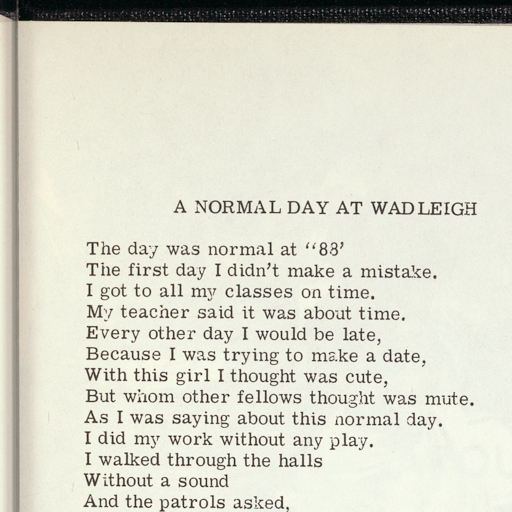 A NORMAL DAY AT WADLEIGH
The day was normal at "88'
The first day I didn't make a mistake.
I got to all my classes on time.
My teacher said it was about time.
Every other day I would be late,
Because I was trying to make a date,
With this girl I thought was cute,
But whom other fellows thought was mute.
As I was saying about this normal day.
I did my work without any play.
I walked through the halls
Without a sound
And the patrols asked,